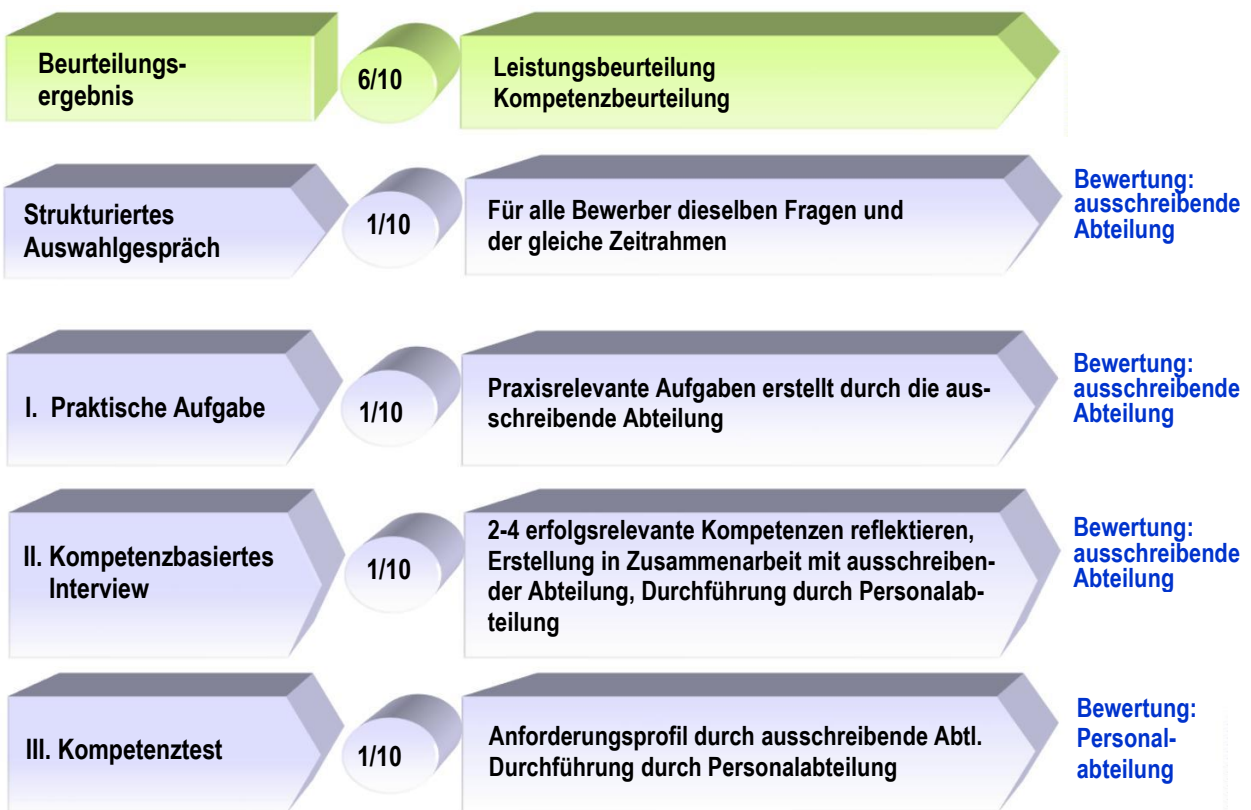 Beurteilungs-
ergebnis
6/10
Leistungsbeurteilung
Kompetenzbeurteilung
Strukturiertes
Auswahlgespräch
1/10
Für alle Bewerber dieselben Fragen und
der gleiche Zeitrahmen
Bewertung:
ausschreibende
Abteilung
I. Praktische Aufgabe
1/10
Praxisrelevante Aufgaben erstellt durch die aus-
schreibende Abteilung
Bewertung:
ausschreibende
Abteilung
II. Kompetenzbasiertes
Interview
1/10
2-4 erfolgsrelevante Kompetenzen reflektieren,
Erstellung in Zusammenarbeit mit ausschreiben-
der Abteilung, Durchführung durch Personalab-
teilung
Bewertung:
ausschreibende
Abteilung
III. Kompetenztest
1/10
Anforderungsprofil durch ausschreibende Abtl.
Durchführung durch Personalabteilung
Bewertung:
Personal-
abteilung